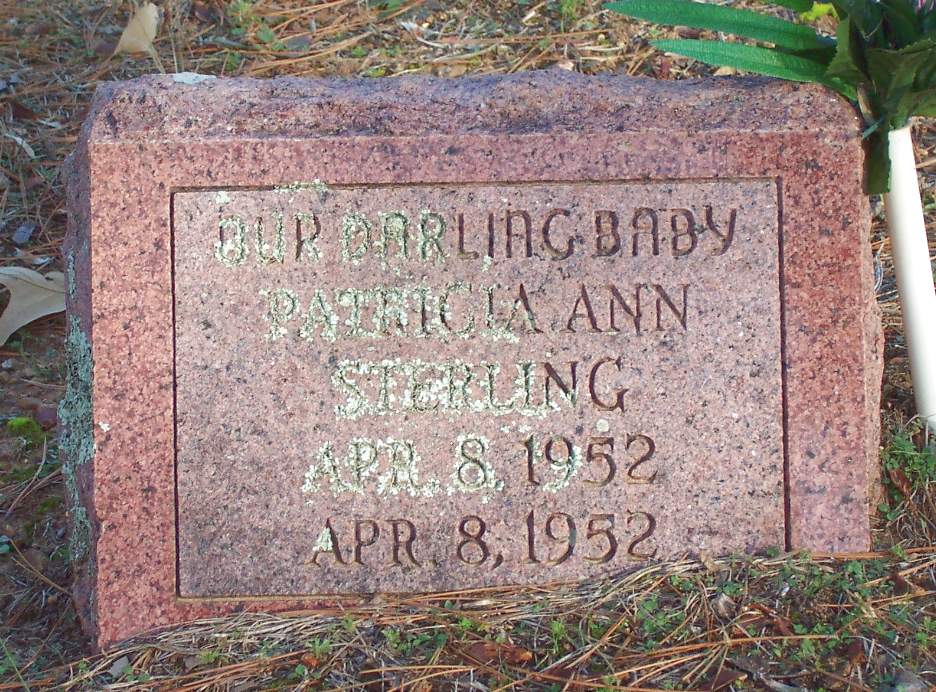 OUR DARLING BABY
PATRICIA ANN
STERLING
APR. 8, 1952
APR. 8, 1952